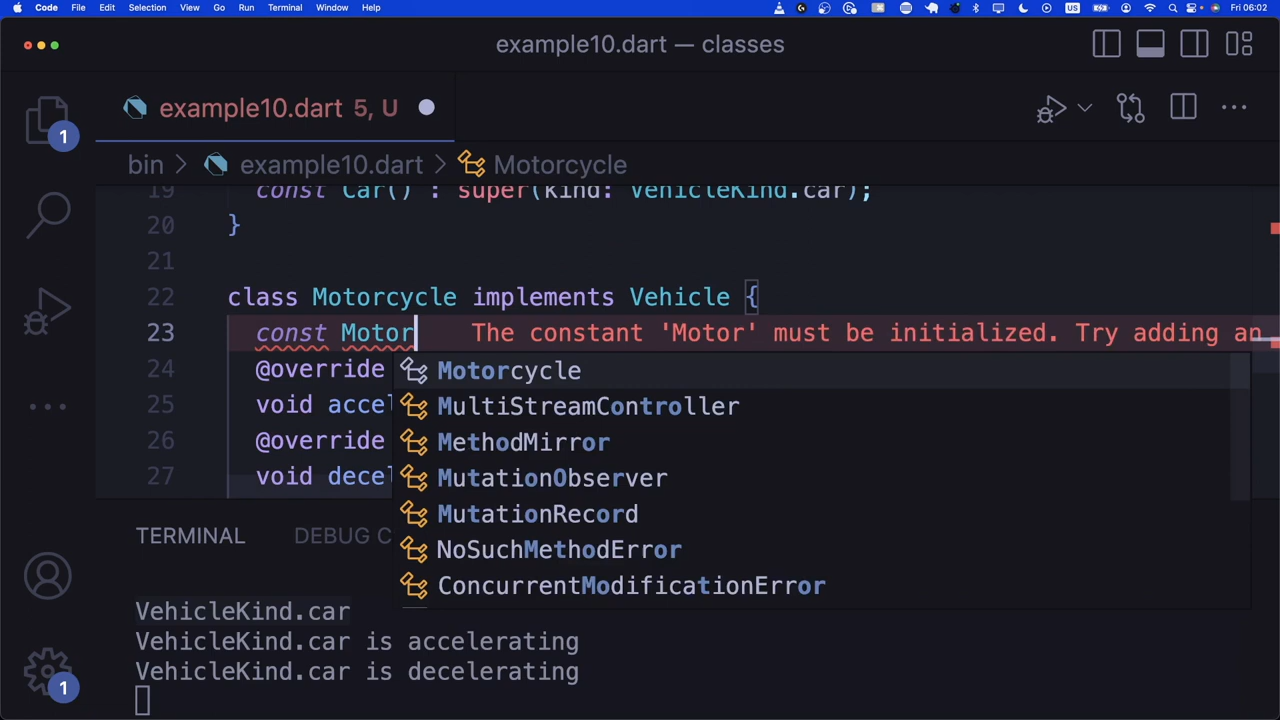 Code File Edit Selection View Go Run Terminal Window Help US Fri 06:02
example10.dart — classes
example10.dart 5, U
1
bin > example10.dart > Motorcycle
19 const Car() : super(kind: VehicleKind.car);
20 }
21
22 class Motorcycle implements Vehicle {
23 const Motor The constant 'Motor' must be initialized. Try adding an
24 @override
Motorcycle
25 void accel
MultiStreamController
26 @override
MethodMirror
27 void decel
MutationObserver
MutationRecord
NoSuchMethodError
ConcurrentModificationError
TERMINAL DEBUG C
VehicleKind.car
VehicleKind.car is accelerating
VehicleKind.car is decelerating
1